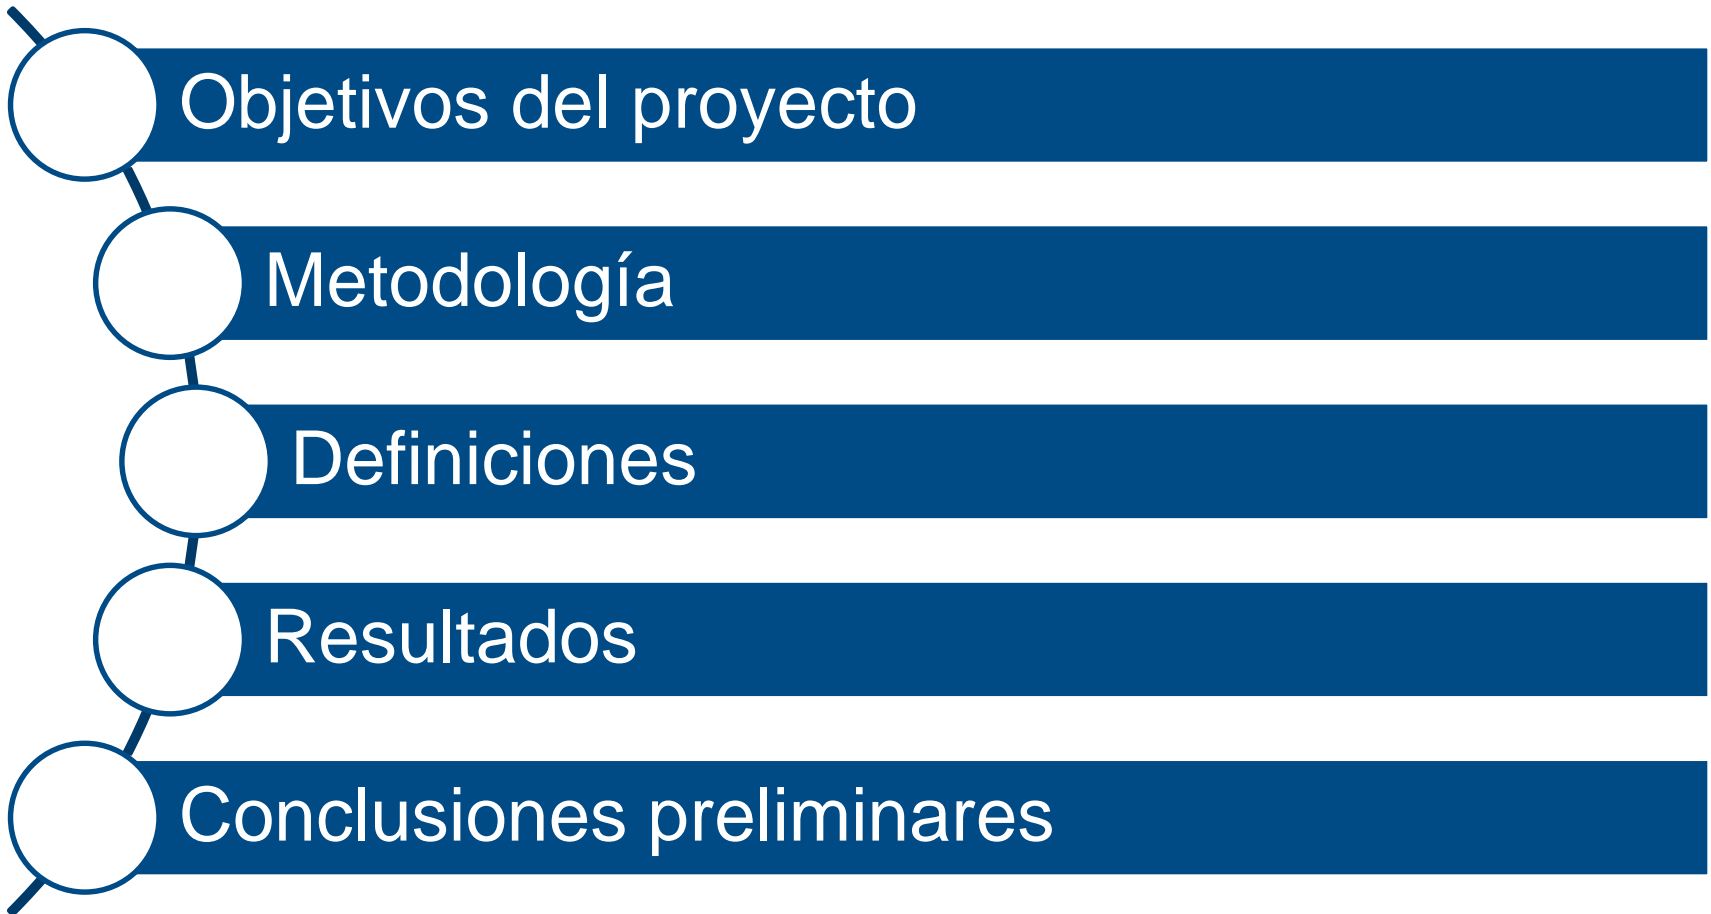 Objetivos del proyecto
Metodología
Definiciones
Resultados
Conclusiones preliminares